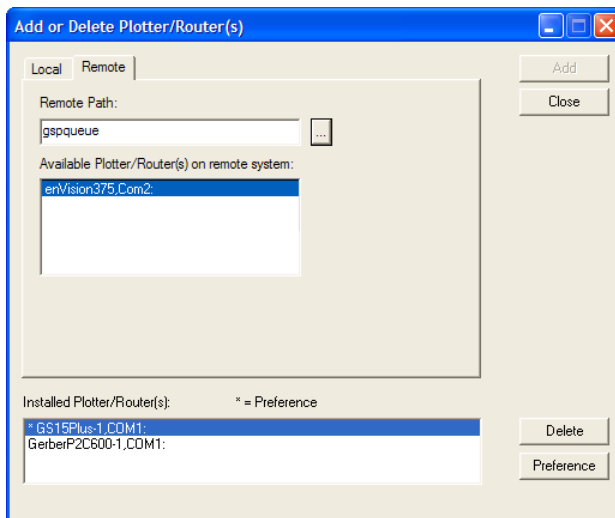 Add or Delete Plotter/Router(s)
Local
Remote
Add
Close
Remote Path:
gspqueue
...
Available Plotter/Router(s) on remote system:
enVision375,Com2:
Installed Plotter/Router(s):
* = Preference
* GS15Plus-1,COM1:
GerberP2C600-1,COM1:
Delete
Preference